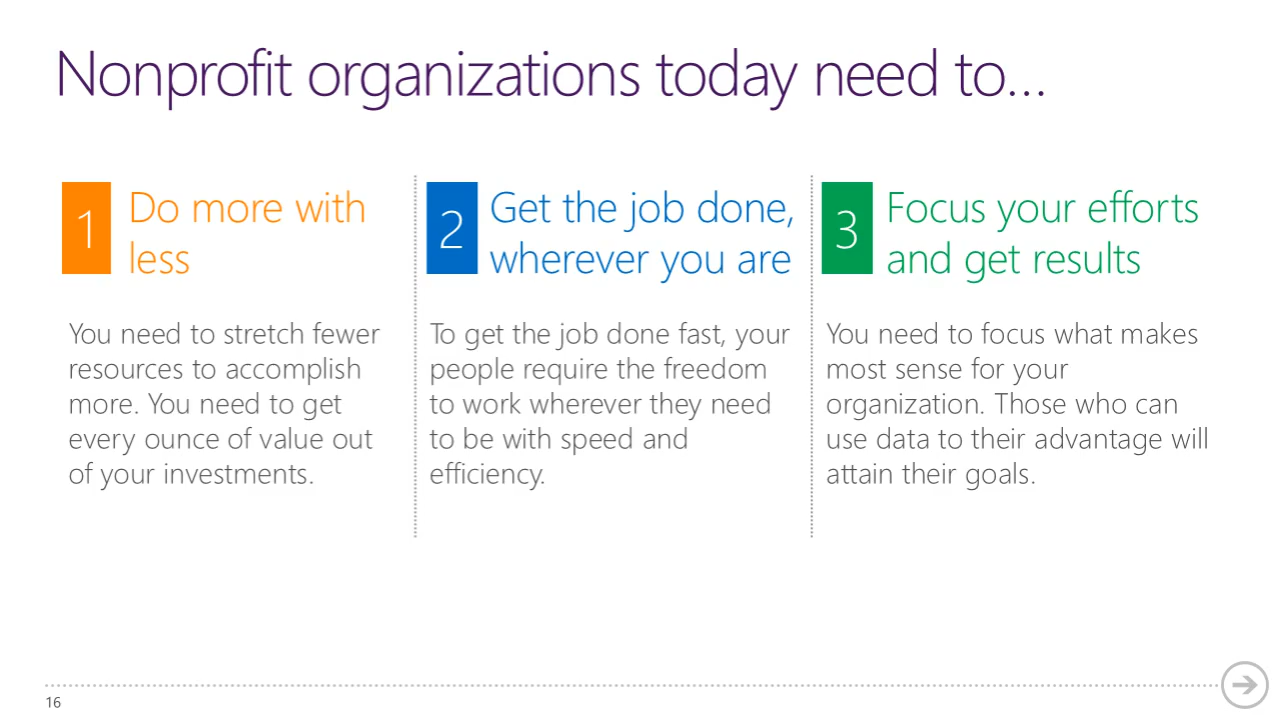 Nonprofit organizations today need to...
1
Do more with
less
You need to stretch fewer
resources to accomplish
more. You need to get
every ounce of value out
of your investments.
2
Get the job done,
wherever you are
To get the job done fast, your
people require the freedom
to work wherever they need
to be with speed and
efficiency.
3
Focus your efforts
and get results
You need to focus what makes
most sense for your
organization. Those who can
use data to their advantage will
attain their goals.
16